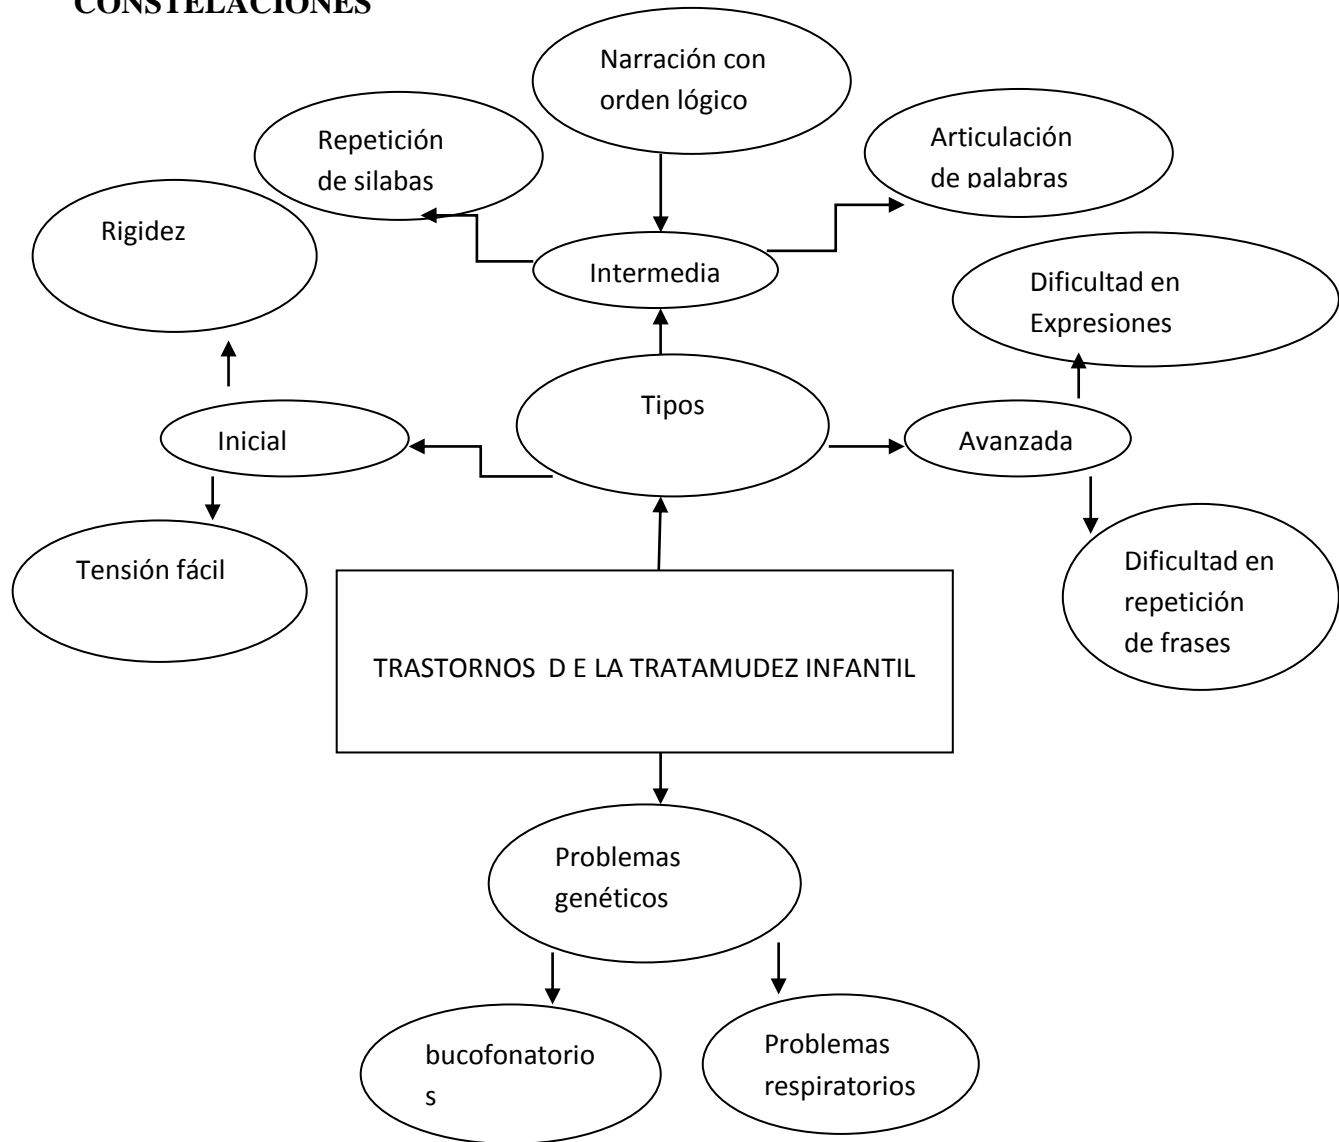 CONSTELACIONES
Narración con
orden lógico
Repetición
de silabas
Articulación
de palabras
Rigidez
Intermedia
Dificultad en
Expresiones
Tipos
Inicial
Avanzada
Tensión fácil
Dificultad en
repetición
de frases
TRASTORNOS D E LA TRATAMUDEZ INFANTIL
Problemas
genéticos
bucofonatorio
s
Problemas
respiratorios